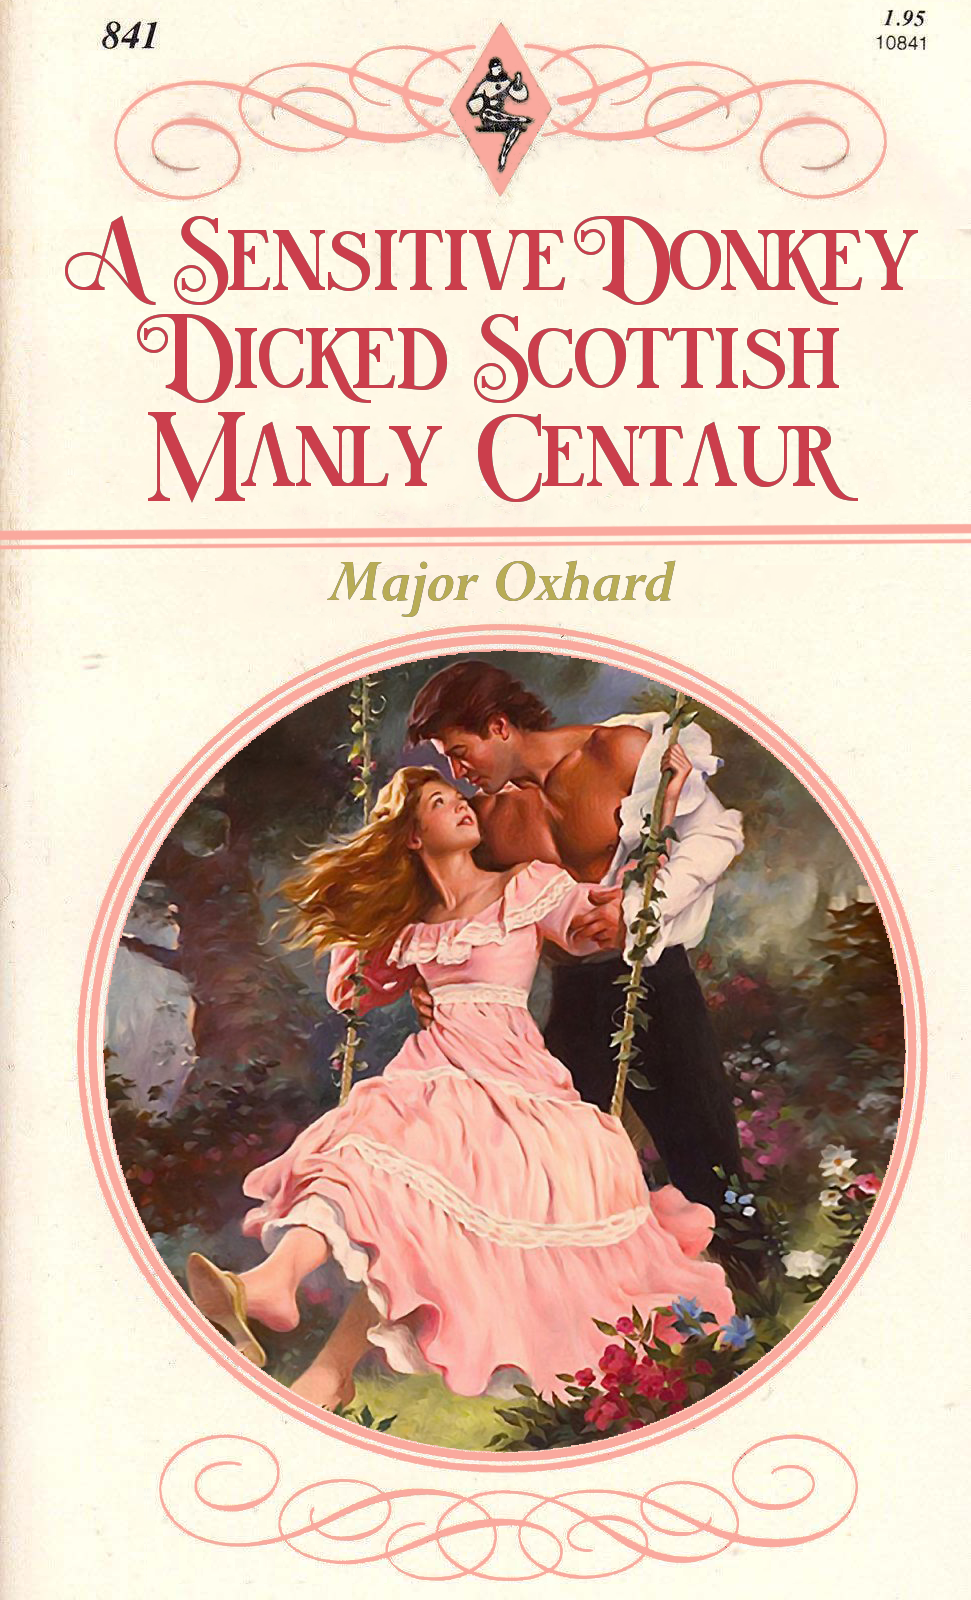 841
1.95
10841
A Sensitive Donkey
Dicked Scottish
Manly Centaur
Major Oxhard